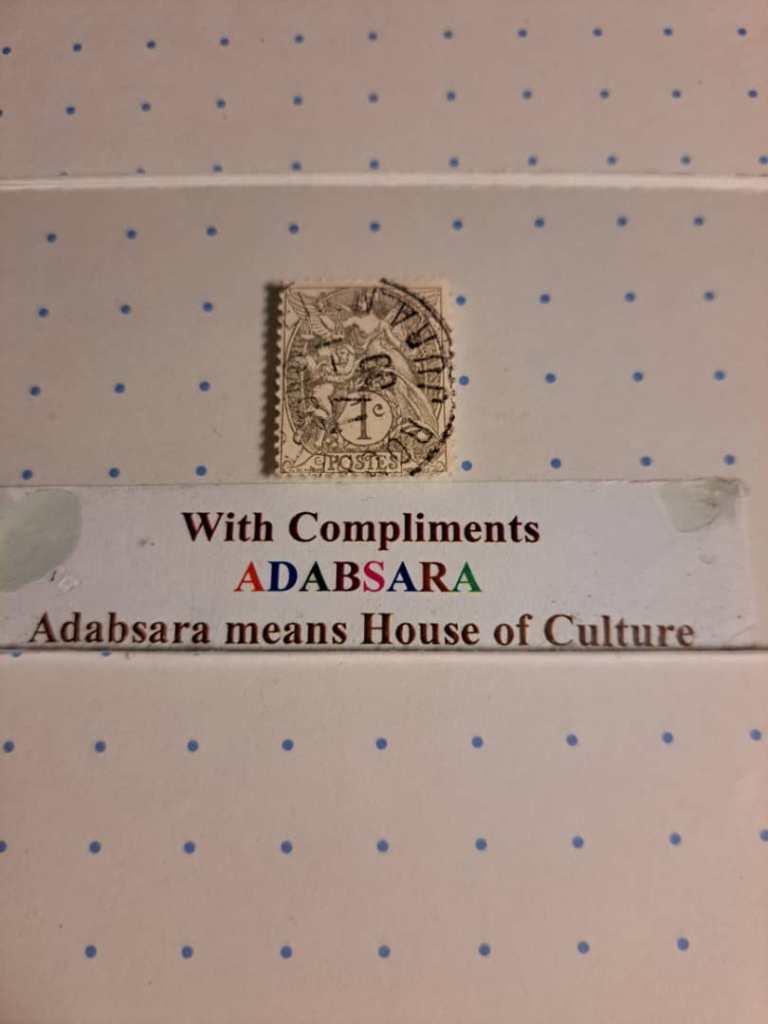 1c
POSTES
With Compliments
ADABSARA
Adabsara means House of Culture